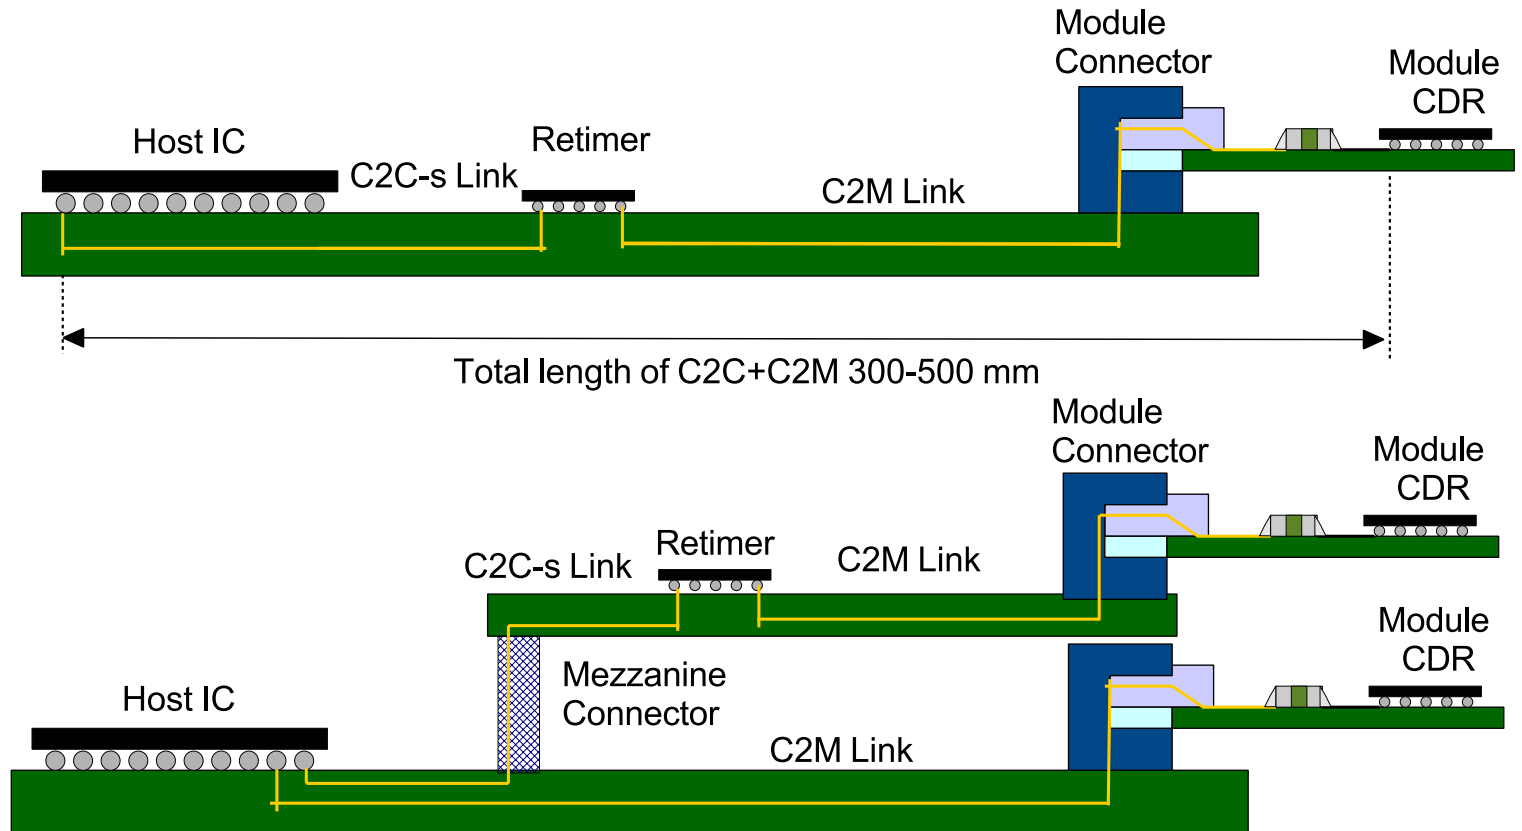 Module
Connector
Module
CDR
Host IC
Retimer
C2C-s Link
C2M Link
Total length of C2C+C2M 300-500 mm
Module
Connector
Module
CDR
Retimer
C2C-s Link
C2M Link
Module
CDR
Mezzanine
Connector
Host IC
C2M Link